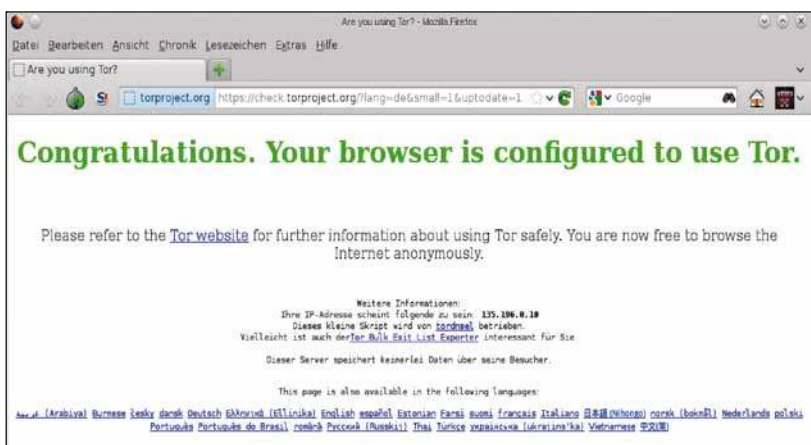 Are you using Tor? - Mozilla Firefox
Datei Bearbeiten Ansicht Chronik Lesezeichen Extras Hilfe
Are you using Tor?
torproject.org https://check.torproject.org/?lang=de&small=1&uptodate=1 Google
Congratulations. Your browser is configured to use Tor.
Please refer to the Tor website for further information about using Tor safely. You are now free to browse the
Internet anonymously.
Weitere Informationen:
Ihre IP-Adresse scheint folgende zu sein: 135.196.0.10
Dieses kleine Skript wird von tordnsel betrieben.
Vielleicht ist auch derTor Bulk Exit List Exporter interessant für Sie
Dieser Server speichert keinerlei Daten über seine Besucher.
This page is also available in the following languages:
(Arabiya) Burmese česky dansk Deutsch Ελληνικά (Ellinika) English español Estonian Farsi suomi français Italiano 日本語(Nihongo) norsk (bokmål) Nederlands polski
Português Português do Brasil română Русский (Russkij) Thai Türkçe українська (ukrajins'ka) Vietnamese 中文(简)